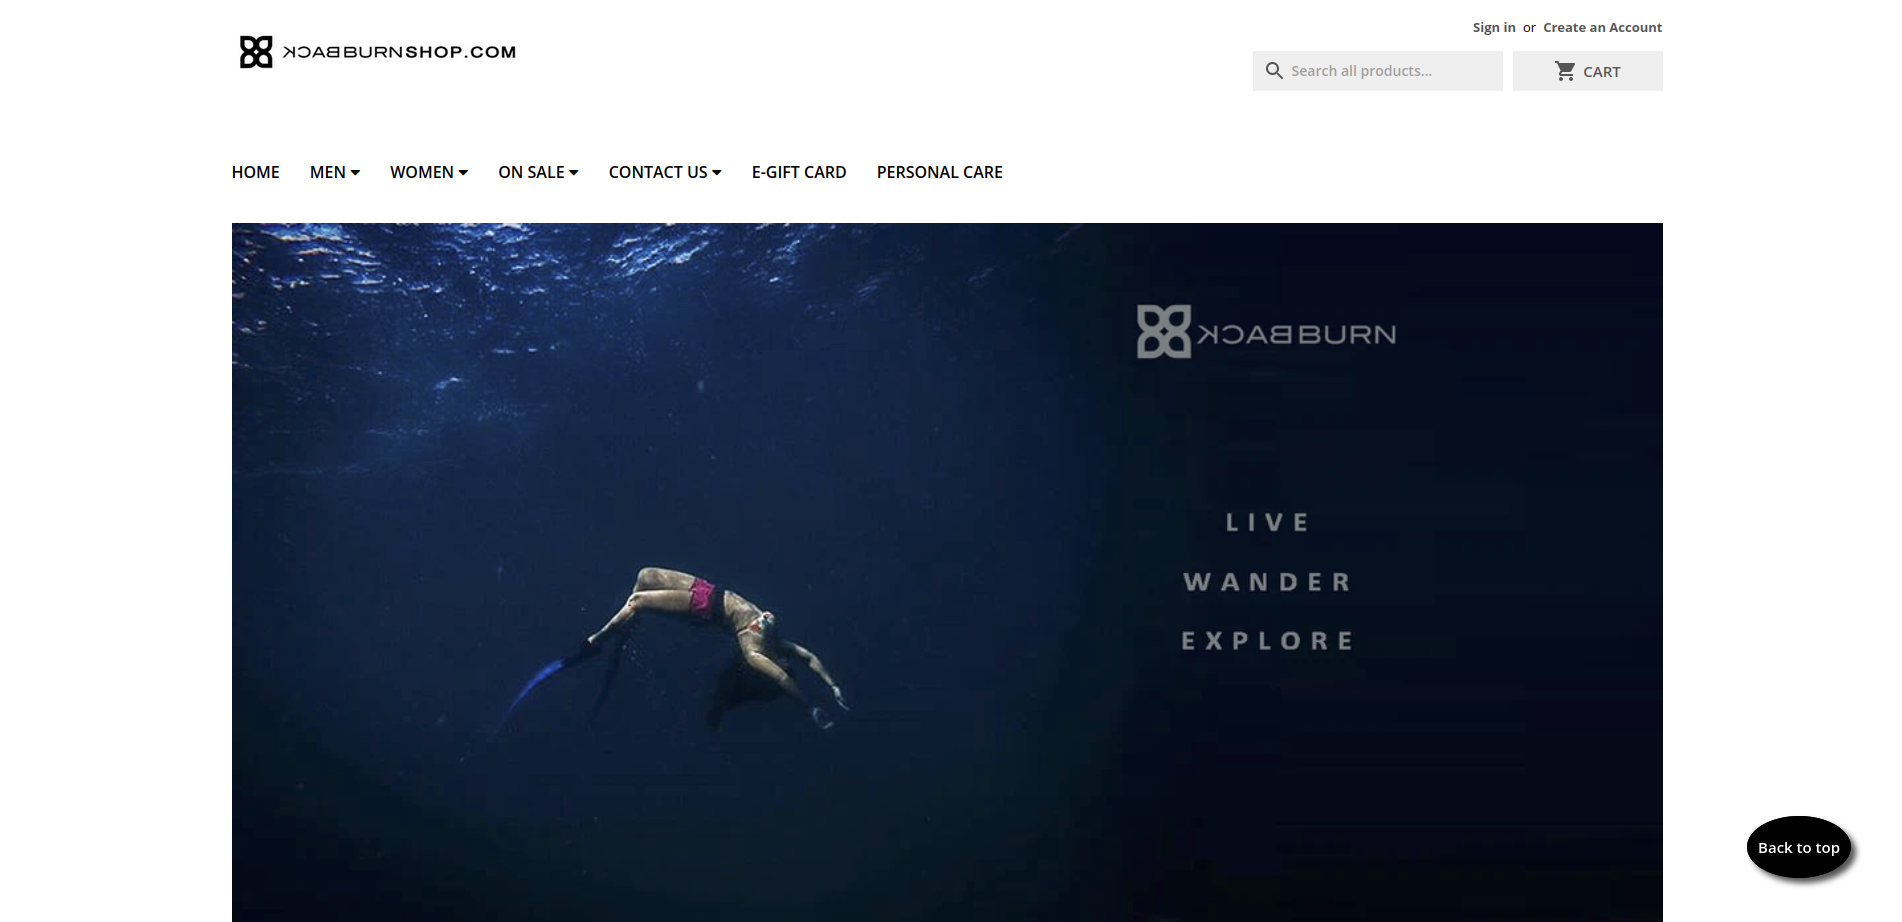 Sign in or Create an Account
BACKBURNSHOP.COM
Search all products...
CART
HOME
MEN
WOMEN
ON SALE
CONTACT US
E-GIFT CARD
PERSONAL CARE
BACKBURN
LIVE
WANDER
EXPLORE
Back to top